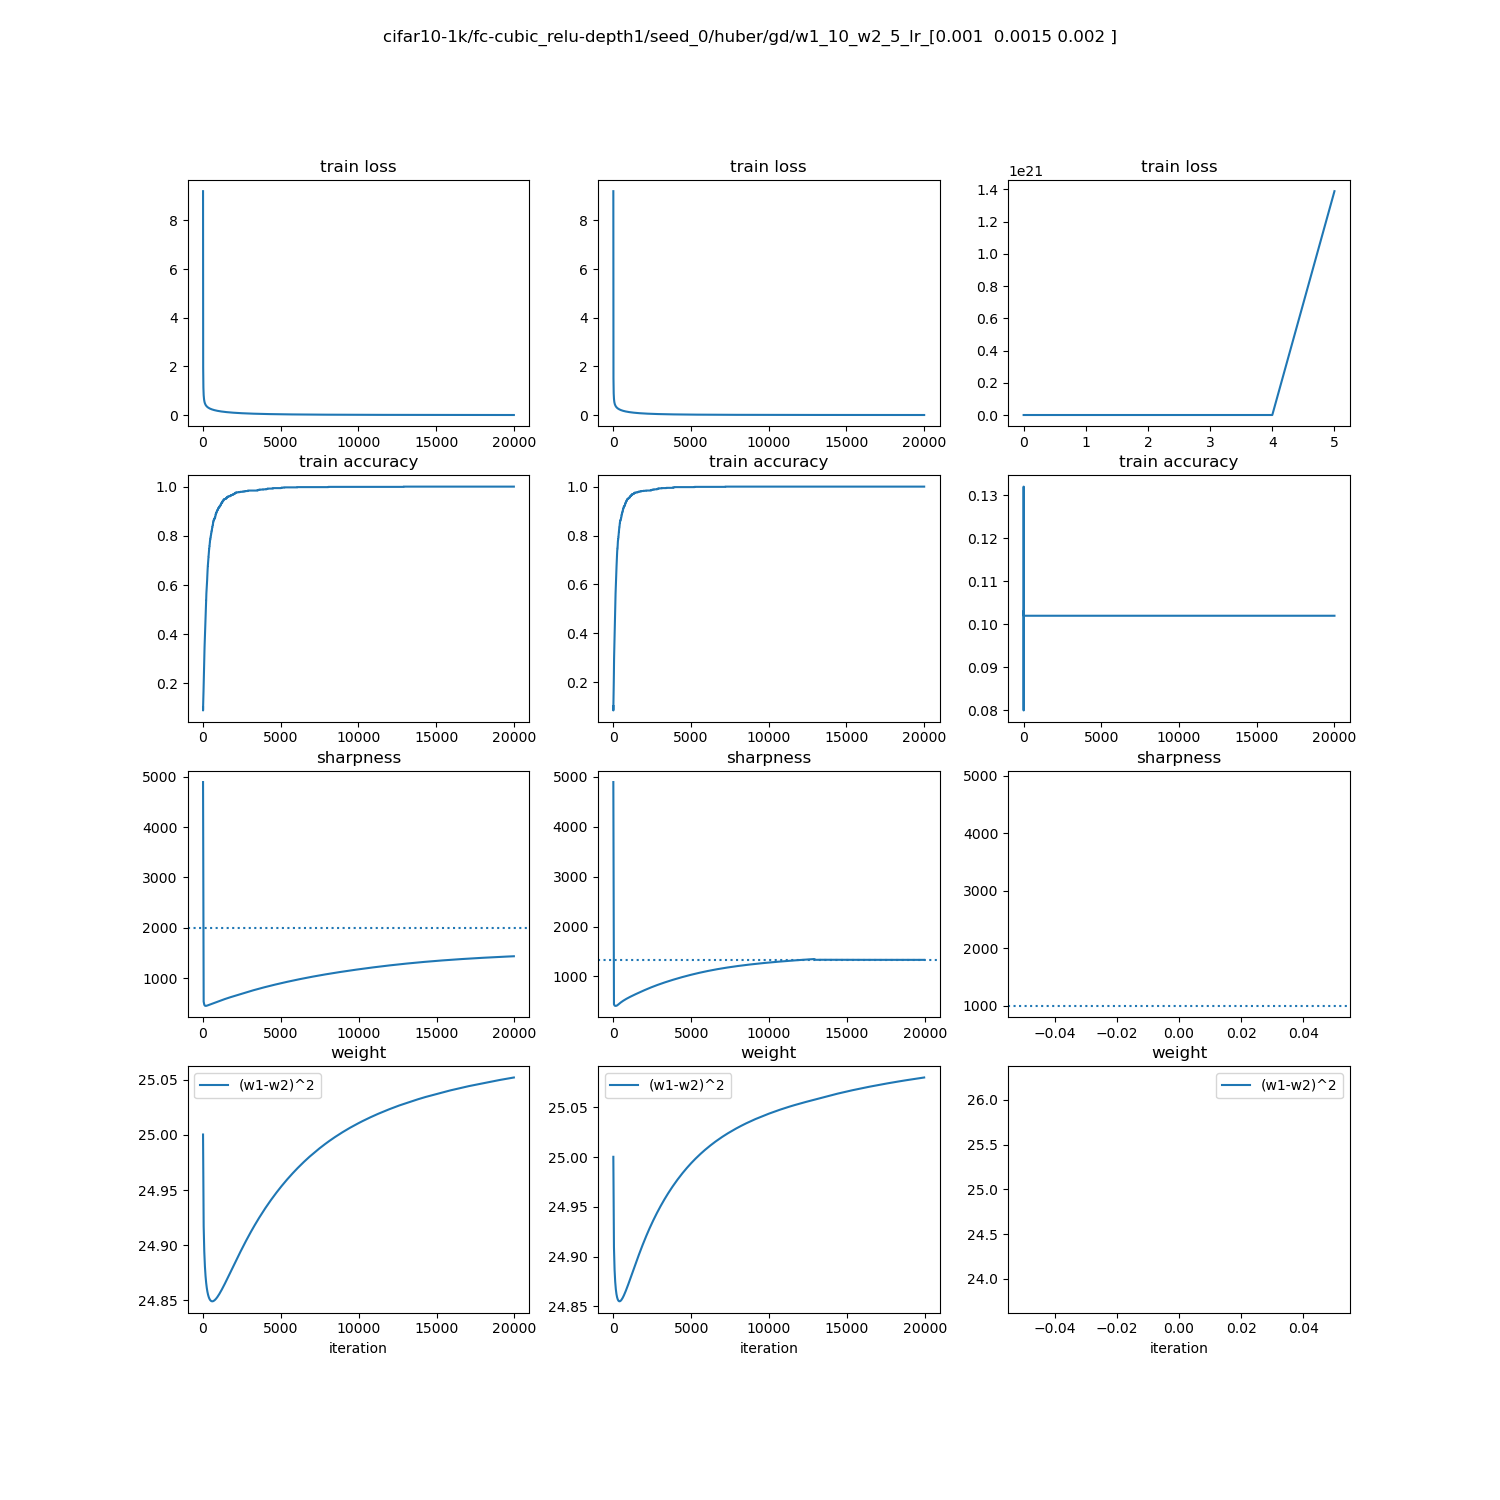 cifar10-1k/fc-cubic_relu-depth1/seed_0/huber/gd/w1_10_w2_5_lr_[0.001  0.0015 0.002 ]
train loss
8
6
4
2
0
0 5000 10000 15000 20000
train loss
8
6
4
2
0
0 5000 10000 15000 20000
train loss
1e21
1.4
1.2
1.0
0.8
0.6
0.4
0.2
0.0
0 1 2 3 4 5
train accuracy
1.0
0.8
0.6
0.4
0.2
0 5000 10000 15000 20000
train accuracy
1.0
0.8
0.6
0.4
0.2
0 5000 10000 15000 20000
train accuracy
0.13
0.12
0.11
0.10
0.09
0.08
0 5000 10000 15000 20000
sharpness
5000
4000
3000
2000
1000
0 5000 10000 15000 20000
sharpness
5000
4000
3000
2000
1000
0 5000 10000 15000 20000
sharpness
5000
4000
3000
2000
1000
−0.04 −0.02 0.00 0.02 0.04
weight
(w1-w2)^2
25.05
25.00
24.95
24.90
24.85
0 5000 10000 15000 20000
iteration
weight
(w1-w2)^2
25.05
25.00
24.95
24.90
24.85
0 5000 10000 15000 20000
iteration
weight
(w1-w2)^2
26.0
25.5
25.0
24.5
24.0
−0.04 −0.02 0.00 0.02 0.04
iteration